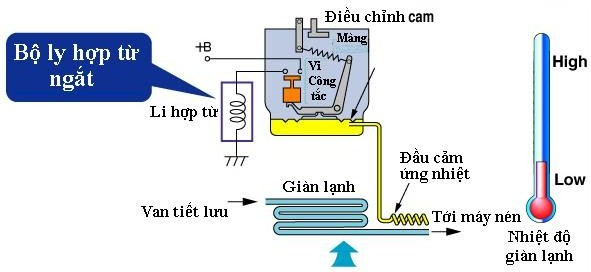 Điều chỉnh cam
Màng
+B
Bộ ly hợp từ
ngắt
Vi
Công
tắc
Li hợp từ
High
Low
Đầu cảm
ứng nhiệt
Giàn lạnh
Van tiết lưu
Tới máy nén
Nhiệt độ
giàn lạnh